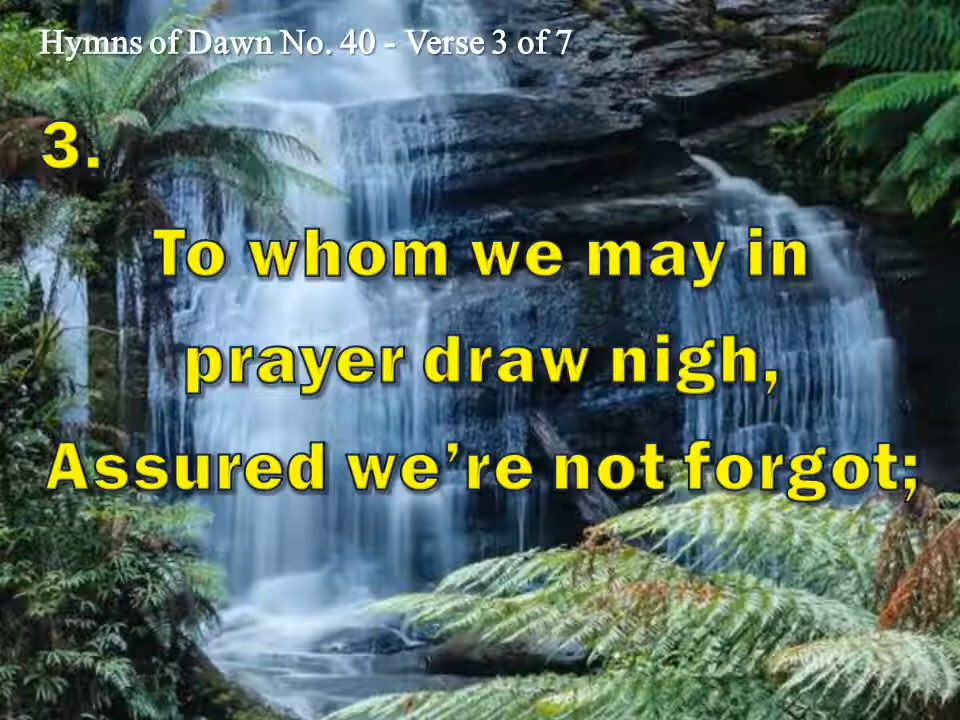 Hymns of Dawn No. 40 - Verse 3 of 7
3.
To whom we may in
prayer draw nigh,
Assured we’re not forgot;